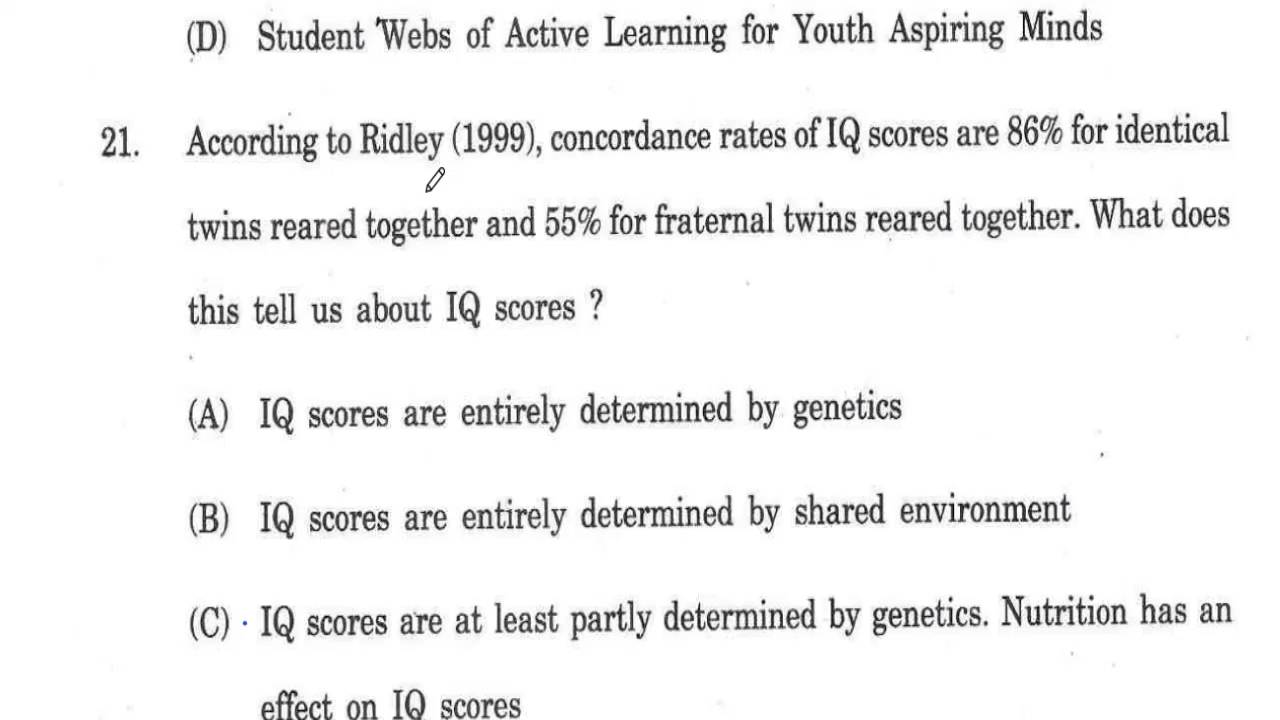 (D) Student Webs of Active Learning for Youth Aspiring Minds
21. According to Ridley (1999), concordance rates of IQ scores are 86% for identical
twins reared together and 55% for fraternal twins reared together. What does
this tell us about IQ scores ?
(A) IQ scores are entirely determined by genetics
(B) IQ scores are entirely determined by shared environment
(C) IQ scores are at least partly determined by genetics. Nutrition has an
effect on IQ scores